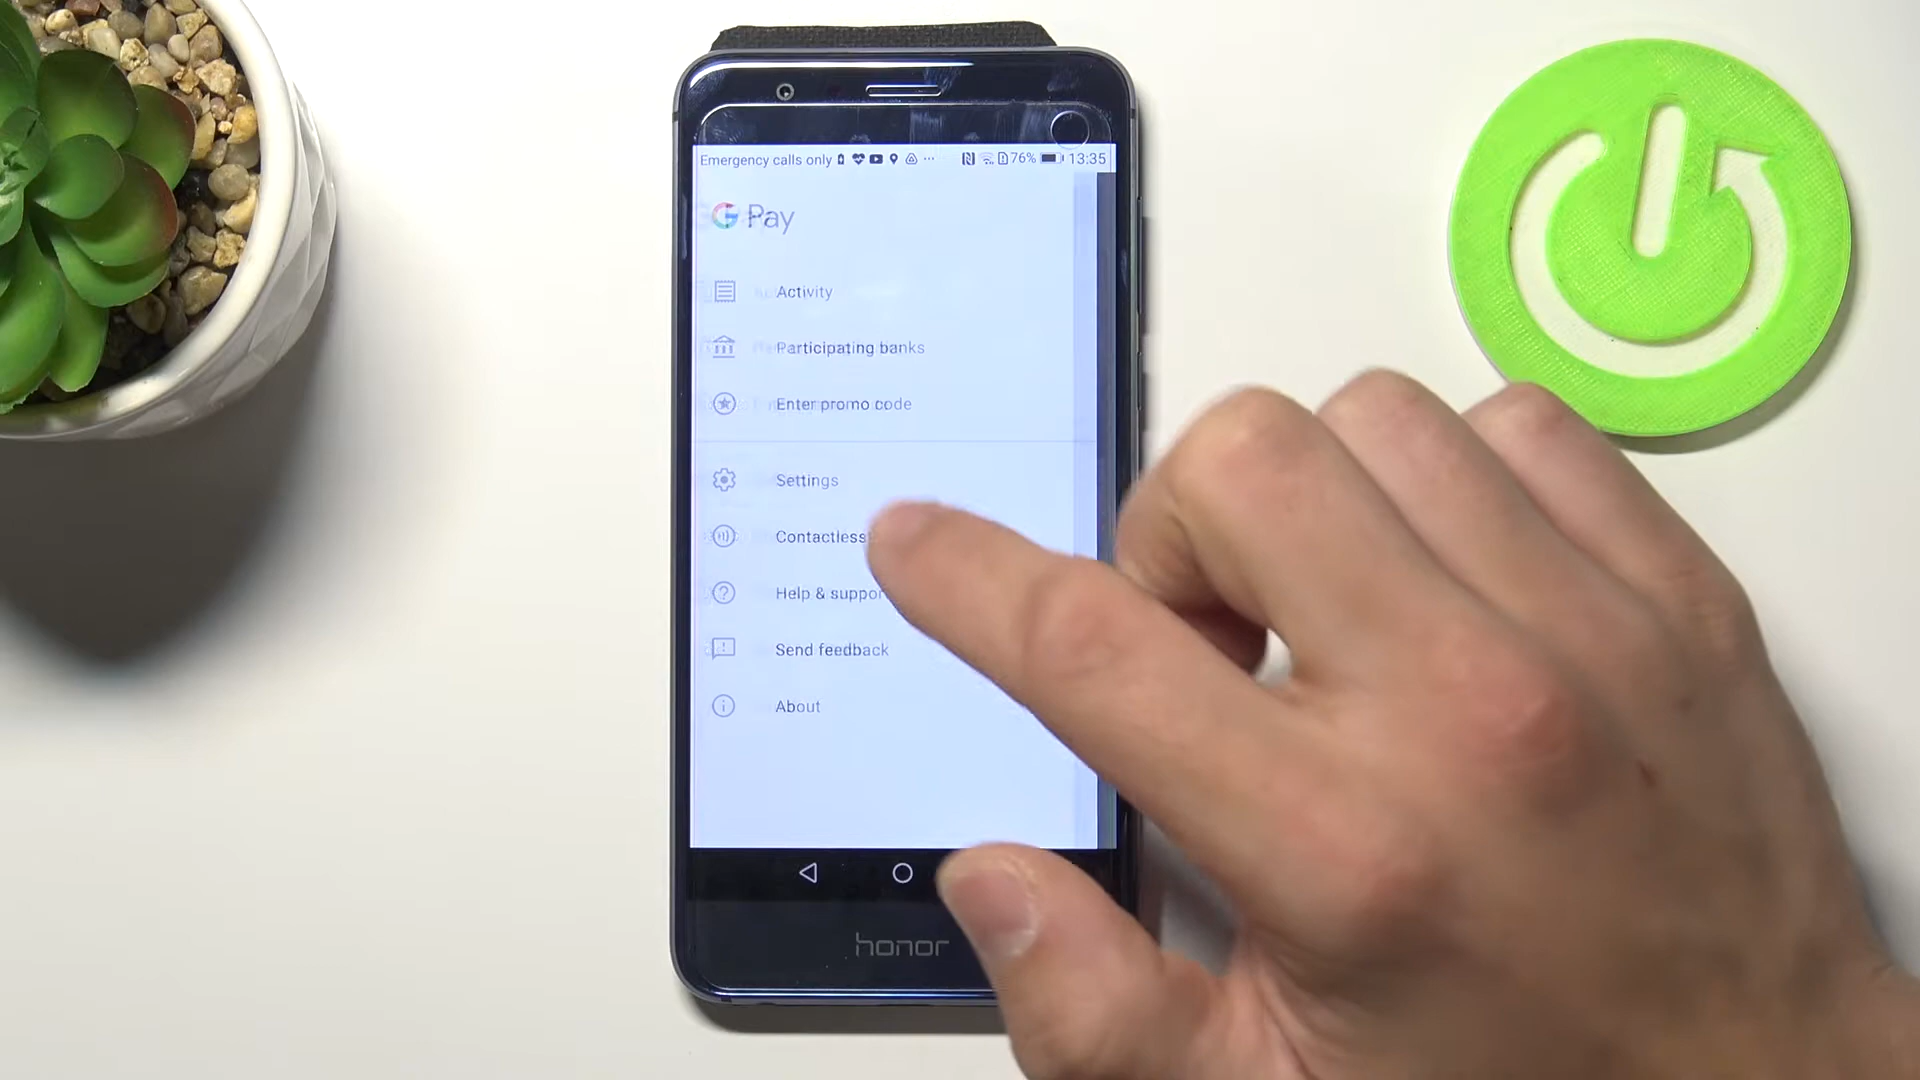 Emergency calls only 76% 13:35
G Pay
Activity
Participating banks
Enter promo code
Settings
Contactless
Help & suppor
Send feedback
About
honor